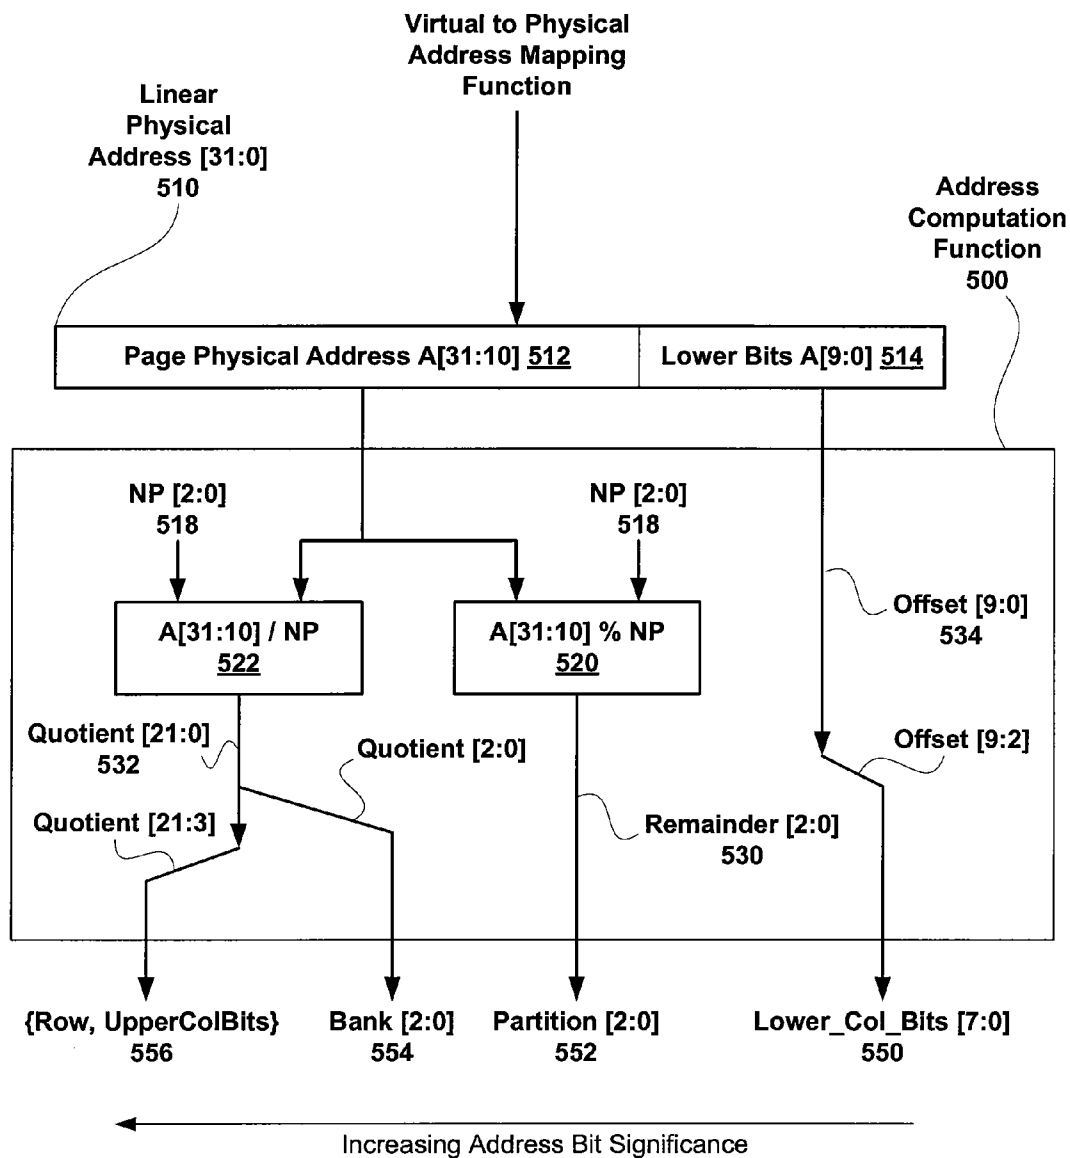 Virtual to Physical
Address Mapping
Function
Linear
Physical
Address [31:0]
510
Address
Computation
Function
500
Page Physical Address A[31:10] 512
Lower Bits A[9:0] 514
NP [2:0]
518
NP [2:0]
518
A[31:10] / NP
522
A[31:10] % NP
520
Offset [9:0]
534
Quotient [21:0]
532
Quotient [2:0]
Offset [9:2]
Quotient [21:3]
Remainder [2:0]
530
{Row, UpperColBits}
556
Bank [2:0]
554
Partition [2:0]
552
Lower_Col_Bits [7:0]
550
Increasing Address Bit Significance